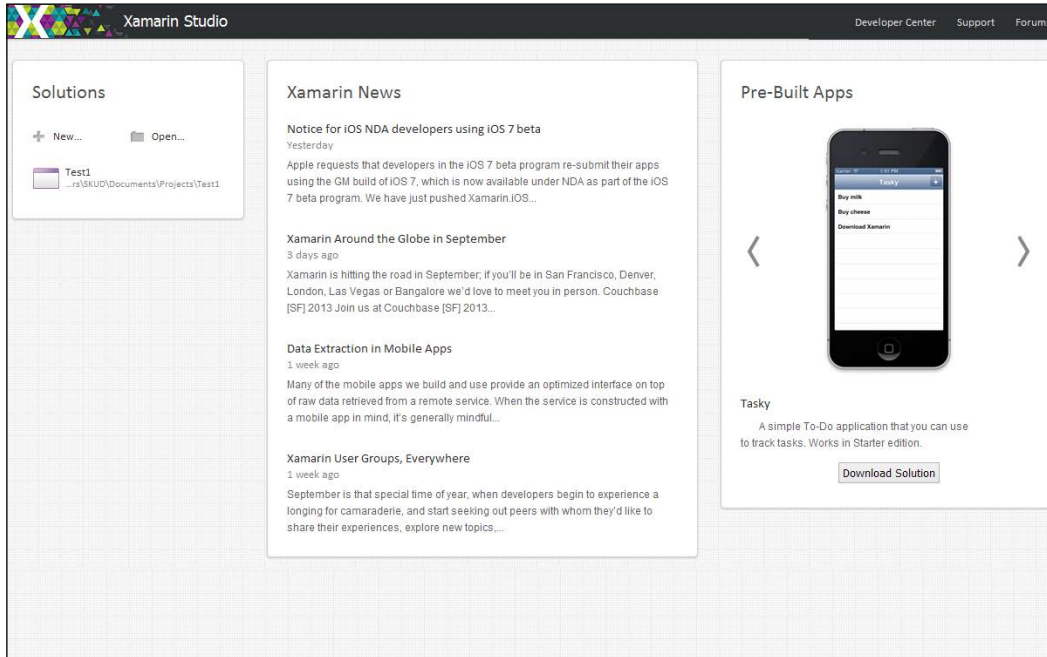 Xamarin Studio
Developer Center Support Forums
Solutions
New... Open...
Test1
...rs\SKUD\Documents\Projects\Test1
Xamarin News
Notice for iOS NDA developers using iOS 7 beta
Yesterday
Apple requests that developers in the iOS 7 beta program re-submit their apps
using the GM build of iOS 7, which is now available under NDA as part of the iOS
7 beta program. We have just pushed Xamarin.iOS...
Xamarin Around the Globe in September
3 days ago
Xamarin is hitting the road in September; if you'll be in San Francisco, Denver,
London, Las Vegas or Bangalore we'd love to meet you in person. Couchbase
[SF] 2013 Join us at Couchbase [SF] 2013...
Data Extraction in Mobile Apps
1 week ago
Many of the mobile apps we build and use provide an optimized interface on top
of raw data retrieved from a remote service. When the service is constructed with
a mobile app in mind, it's generally mindful...
Xamarin User Groups, Everywhere
1 week ago
September is that special time of year, when developers begin to experience a
longing for camaraderie, and start seeking out peers with whom they'd like to
share their experiences, explore new topics,...
Pre-Built Apps
Tasky
Buy milk
Buy cheese
Download Xamarin
Tasky
A simple To-Do application that you can use
to track tasks. Works in Starter edition.
Download Solution